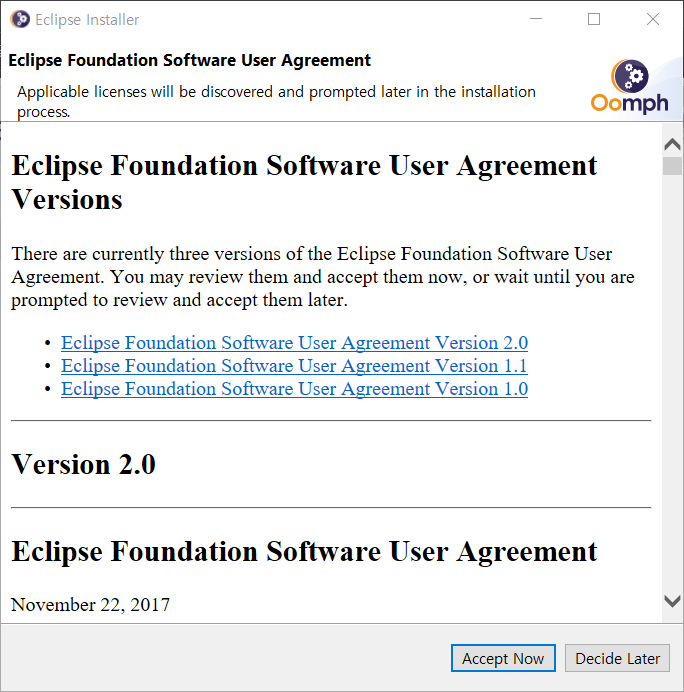 Eclipse Installer
Eclipse Foundation Software User Agreement
Applicable licenses will be discovered and prompted later in the installation
process.
Oomph
Eclipse Foundation Software User Agreement
Versions
There are currently three versions of the Eclipse Foundation Software User
Agreement. You may review them and accept them now, or wait until you are
prompted to review and accept them later.
• Eclipse Foundation Software User Agreement Version 2.0
• Eclipse Foundation Software User Agreement Version 1.1
• Eclipse Foundation Software User Agreement Version 1.0
Version 2.0
Eclipse Foundation Software User Agreement
November 22, 2017
Accept Now Decide Later